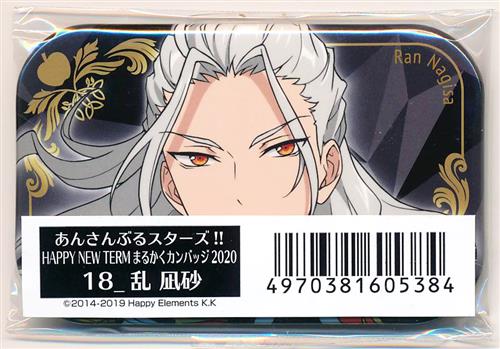 Ran Nagisa
あんさんぶるスターズ!!
HAPPY NEW TERM まるかくカンバッジ 2020
18_乱 凪砂
©2014-2019 Happy Elements K.K
4970381605384